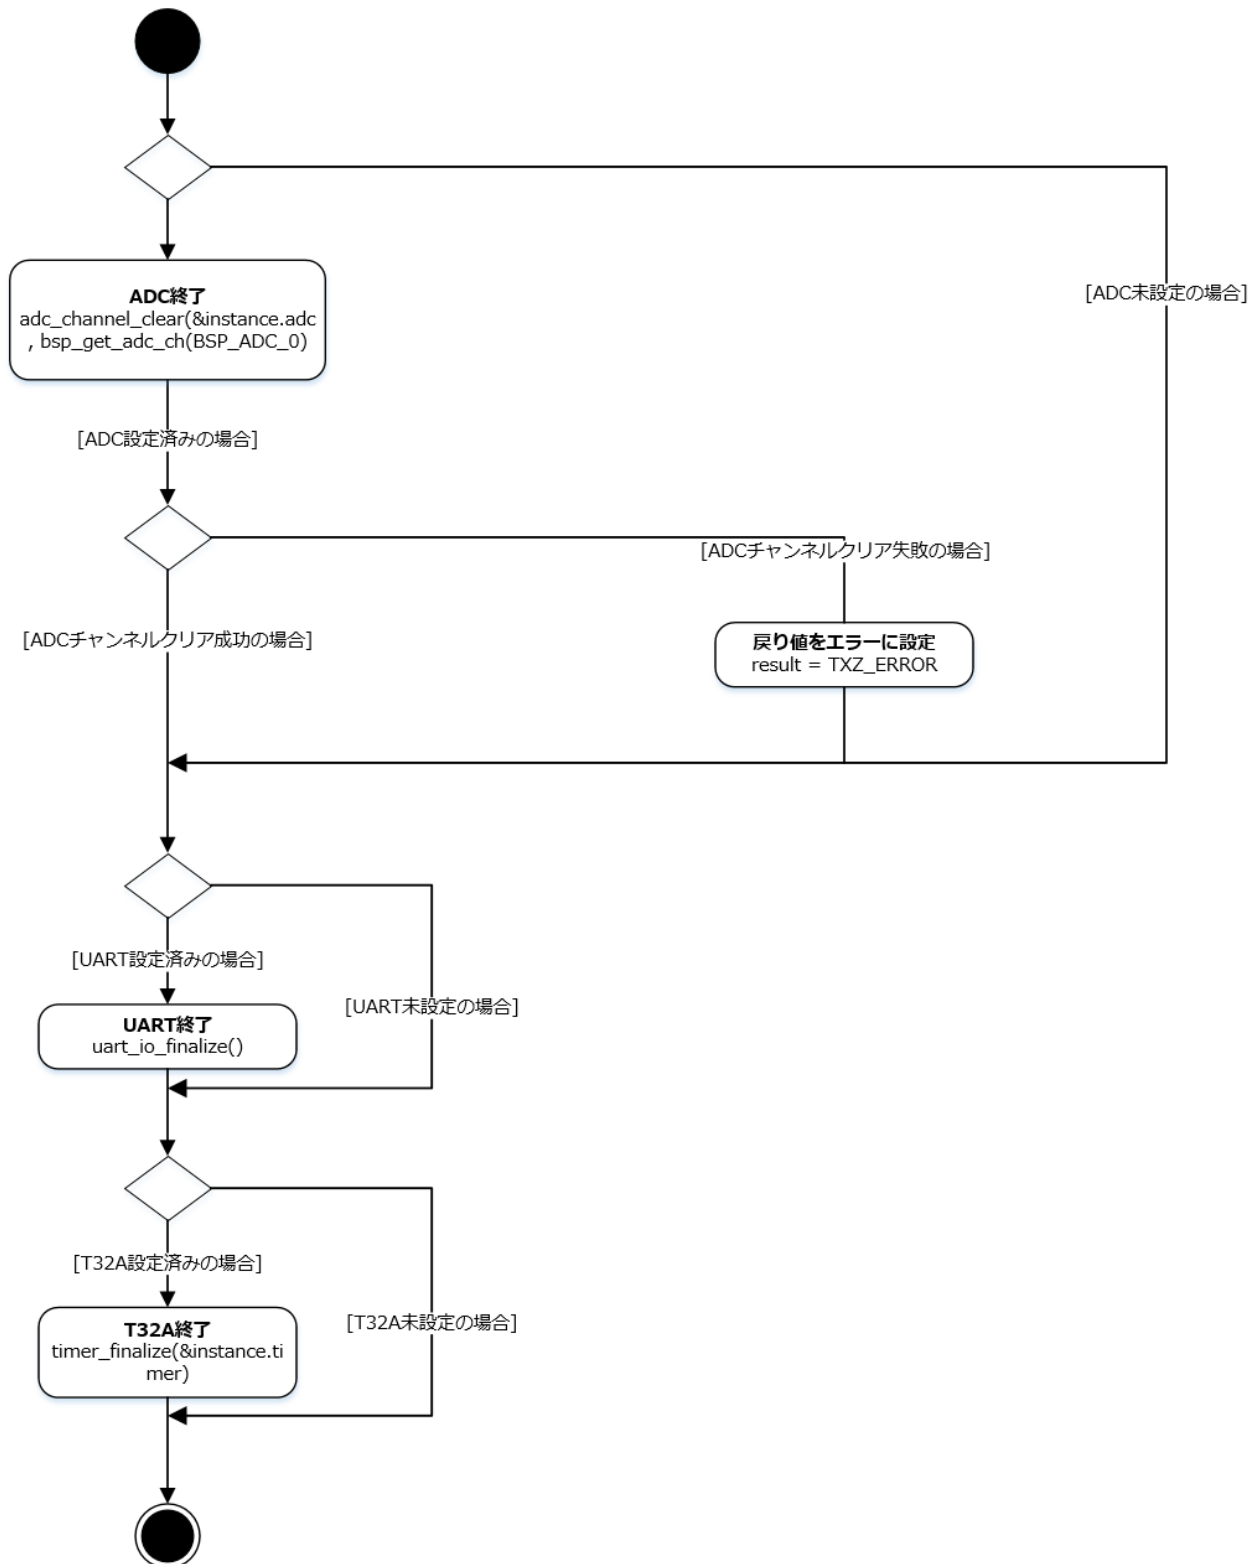 [ADC未設定の場合]
ADC終了
adc_channel_clear(&instance.adc
, bsp_get_adc_ch(BSP_ADC_0)
[ADC設定済みの場合]
[ADCチャンネルクリア失敗の場合]
[ADCチャンネルクリア成功の場合]
戻り値をエラーに設定
result = TXZ_ERROR
[UART設定済みの場合]
[UART未設定の場合]
UART終了
uart_io_finalize()
[T32A設定済みの場合]
[T32A未設定の場合]
T32A終了
timer_finalize(&instance.ti
mer)